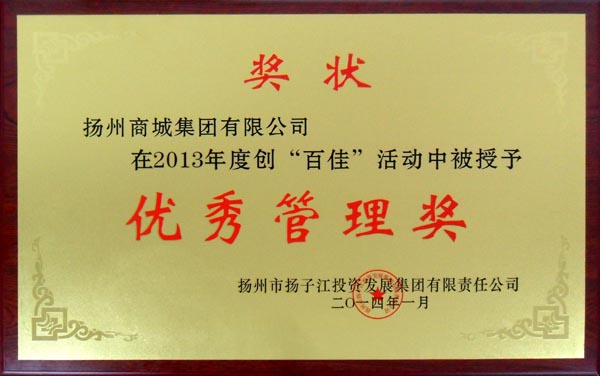 奖状
扬州商城集团有限公司
在2013年度创“百佳”活动中被授予
优秀管理奖
扬州市扬子江投资发展集团有限责任公司
二〇一四年一月